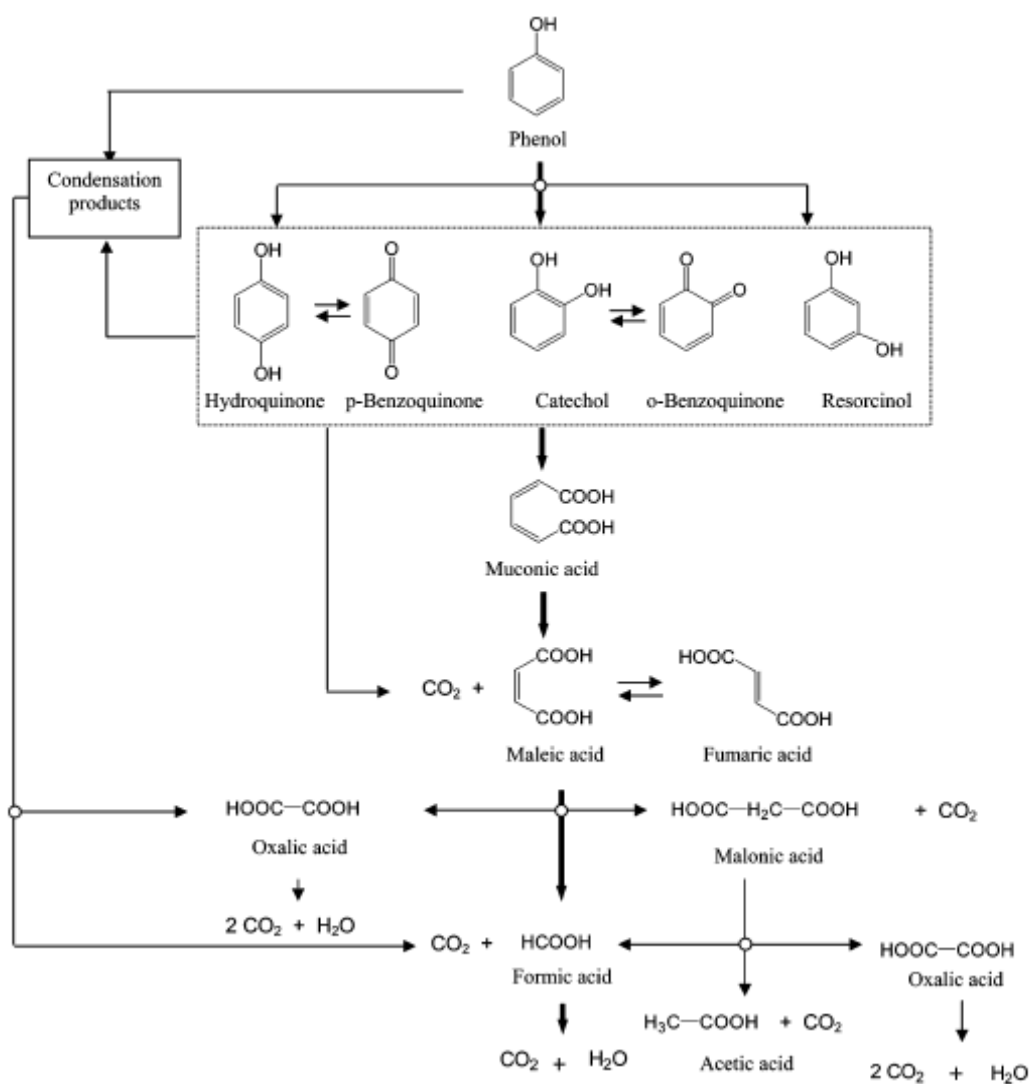 OH
Phenol
Condensation
products
OH
OH
Hydroquinone
O
O
p-Benzoquinone
OH
OH
Catechol
O
O
o-Benzoquinone
OH
OH
Resorcinol
COOH
COOH
Muconic acid
CO₂ +
COOH
COOH
Maleic acid
HOOC
COOH
Fumaric acid
HOOC—COOH
Oxalic acid
2 CO₂ + H₂O
HOOC—H₂C—COOH + CO₂
Malonic acid
CO₂ + HCOOH
Formic acid
CO₂ + H₂O
H₃C—COOH + CO₂
Acetic acid
HOOC—COOH
Oxalic acid
2 CO₂ + H₂O